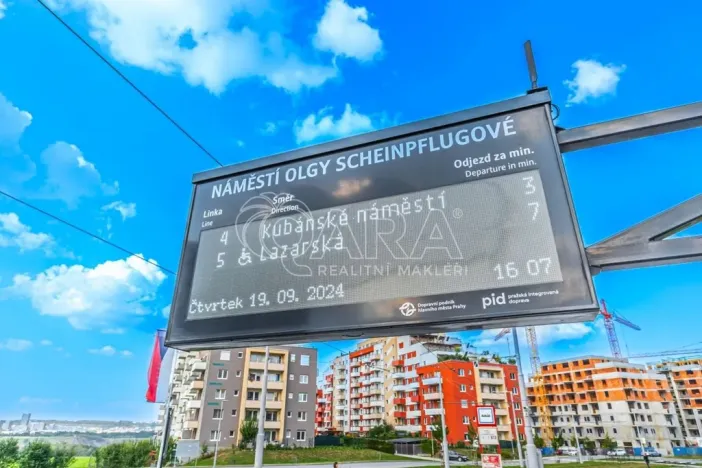 NÁMĚSTÍ OLGY SCHEINPFLUGOVÉ
Linka Směr Odjezd za min.
Line Direction Departure in min.
4 Kubánské náměstí 3
5 ♿ Lazarská 7
ARA
REALITNÍ MAKLÉŘI
Čtvrtek 19. 09. 2024 16 07
Dopravní podnik
hlavního města Prahy
pid pražská integrovaná
doprava